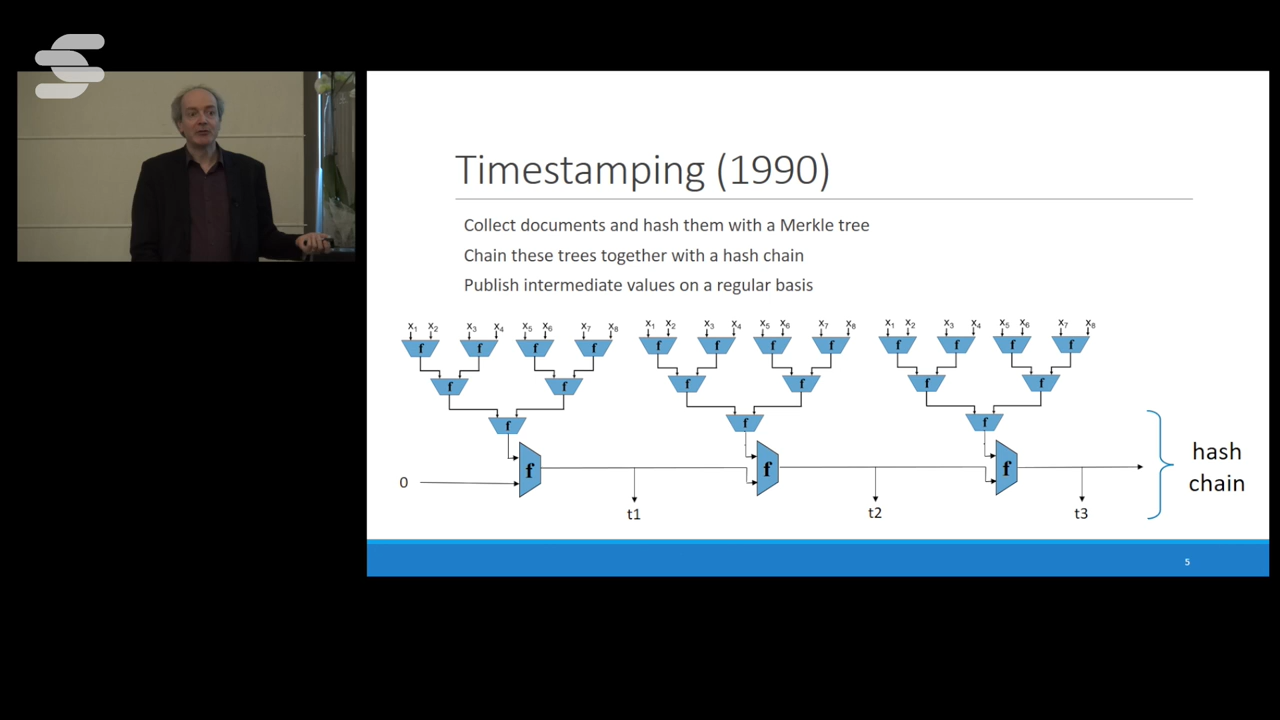 Timestamping (1990)
Collect documents and hash them with a Merkle tree
Chain these trees together with a hash chain
Publish intermediate values on a regular basis
x₁ x₂ x₃ x₄ x₅ x₆ x₇ x₈ x₁ x₂ x₃ x₄ x₅ x₆ x₇ x₈ x₁ x₂ x₃ x₄ x₅ x₆ x₇ x₈
f f f f f f f f f f f f
f f f f f f
f f f
f f f
0
hash
chain
t1 t2 t3
5